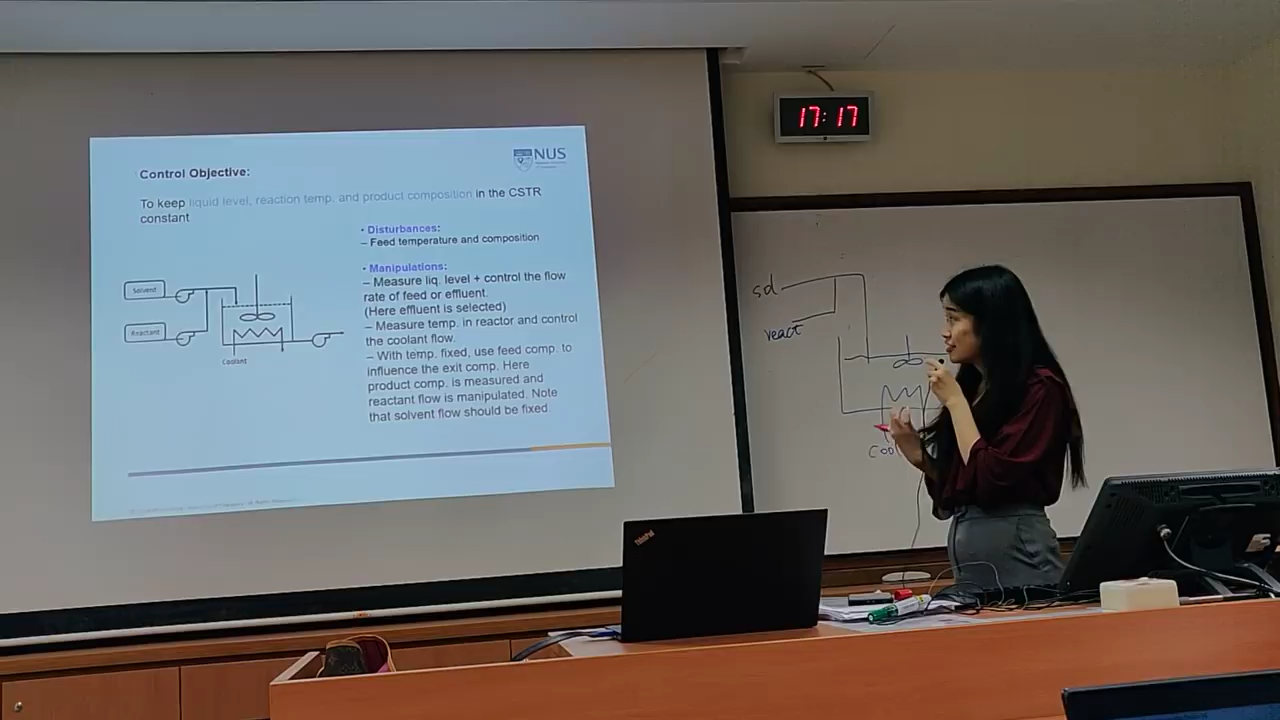 NUS
Control Objective:
To keep liquid level, reaction temp. and product composition in the CSTR
constant
• Disturbances:
– Feed temperature and composition
• Manipulations:
– Measure liq. level + control the flow
rate of feed or effluent.
(Here effluent is selected)
– Measure temp. in reactor and control
the coolant flow.
– With temp. fixed, use feed comp. to
influence the exit comp. Here
product comp. is measured and
reactant flow is manipulated. Note
that solvent flow should be fixed.
Solvent
Reactant
Coolant
17:17
sol
react
Coo
ThinkPad